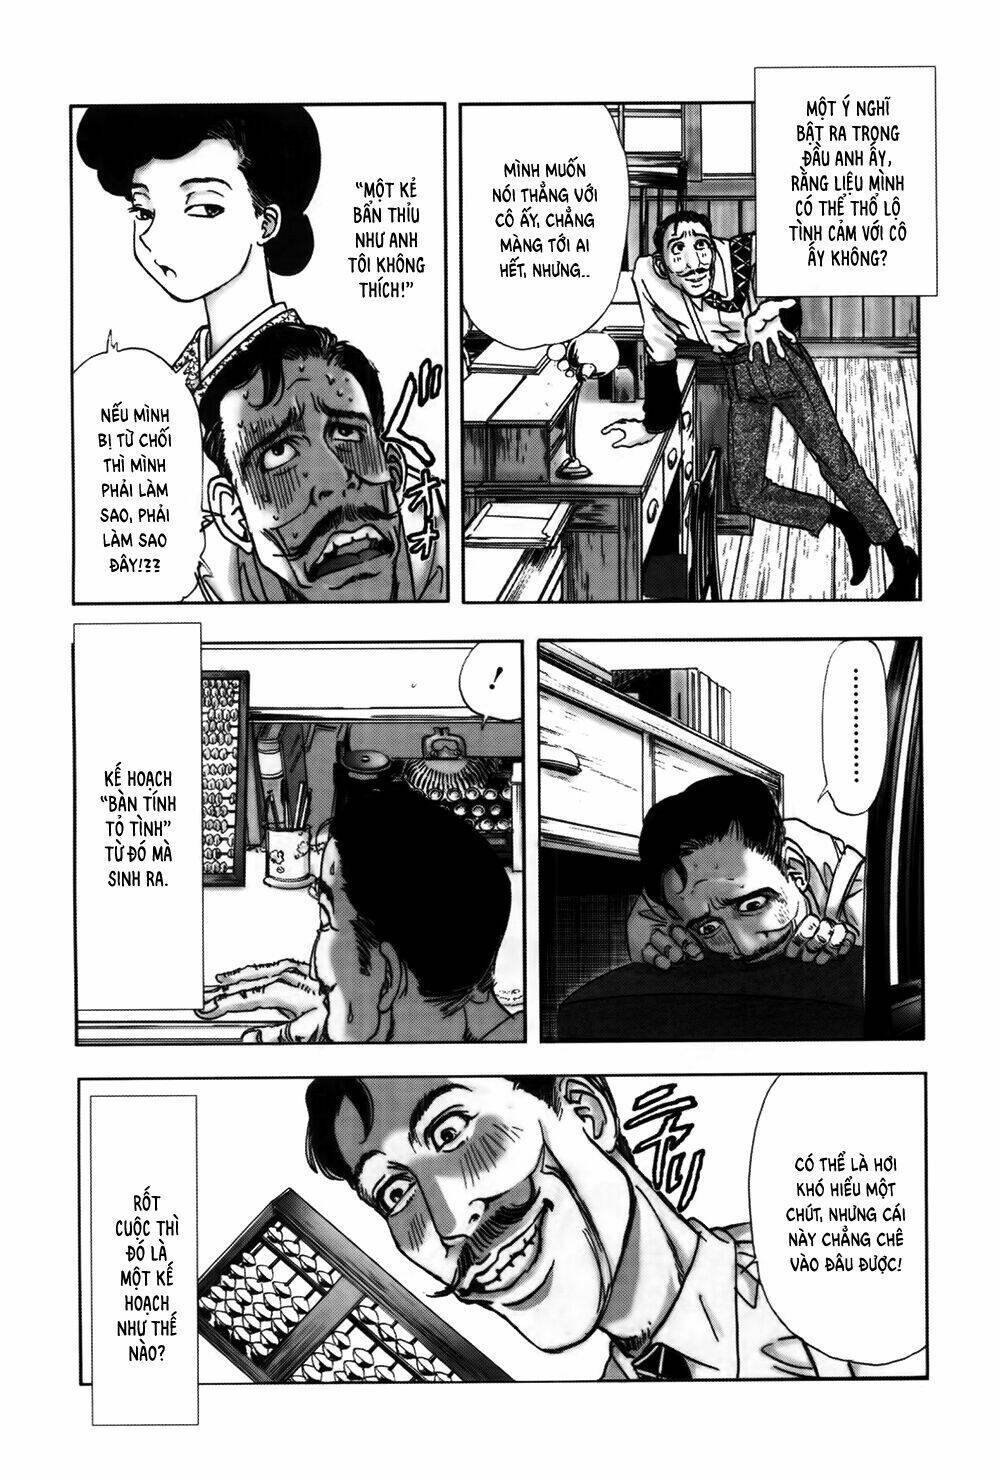 MỘT Ý NGHĨ
BẬT RA TRONG
ĐẦU ANH ẤY,
RẰNG LIỆU MÌNH
CÓ THỂ THỔ LỘ
TÌNH CẢM VỚI CÔ
ẤY KHÔNG?
MÌNH MUỐN
NÓI THẲNG VỚI
CÔ ẤY, CHẲNG
MÀNG TỚI AI
HẾT, NHƯNG..
“MỘT KẺ
BẨN THỈU
NHƯ ANH
TÔI KHÔNG
THÍCH!”
NẾU MÌNH
BỊ TỪ CHỐI
THÌ MÌNH
PHẢI LÀM
SAO, PHẢI
LÀM SAO
ĐÂY!??
..........
!
KẾ HOẠCH
“BÀN TÍNH
TỎ TÌNH”
TỪ ĐÓ MÀ
SINH RA.
CÓ THỂ LÀ HƠI
KHÓ HIỂU MỘT
CHÚT, NHƯNG CÁI
NÀY CHẲNG CHÊ
VÀO ĐÂU ĐƯỢC!
RỐT
CUỘC THÌ
ĐÓ LÀ
MỘT KẾ
HOẠCH
NHƯ THẾ
NÀO?